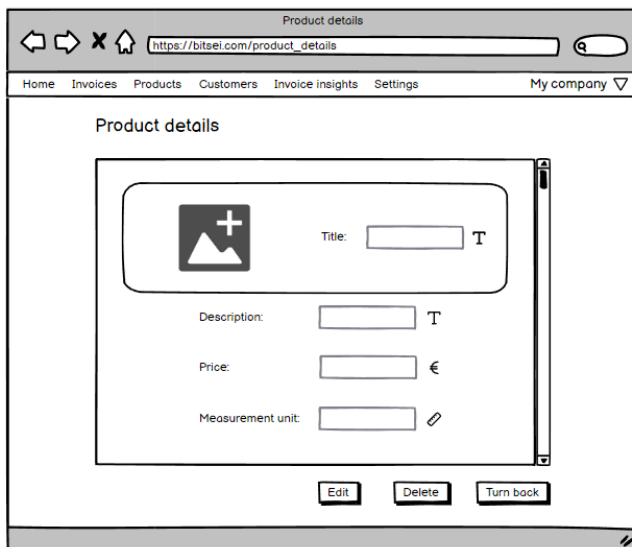 Product details
https://bitsei.com/product_details
Home Invoices Products Customers Invoice insights Settings My company
Product details
Title: T
Description: T
Price: €
Measurement unit:
Edit Delete Turn back